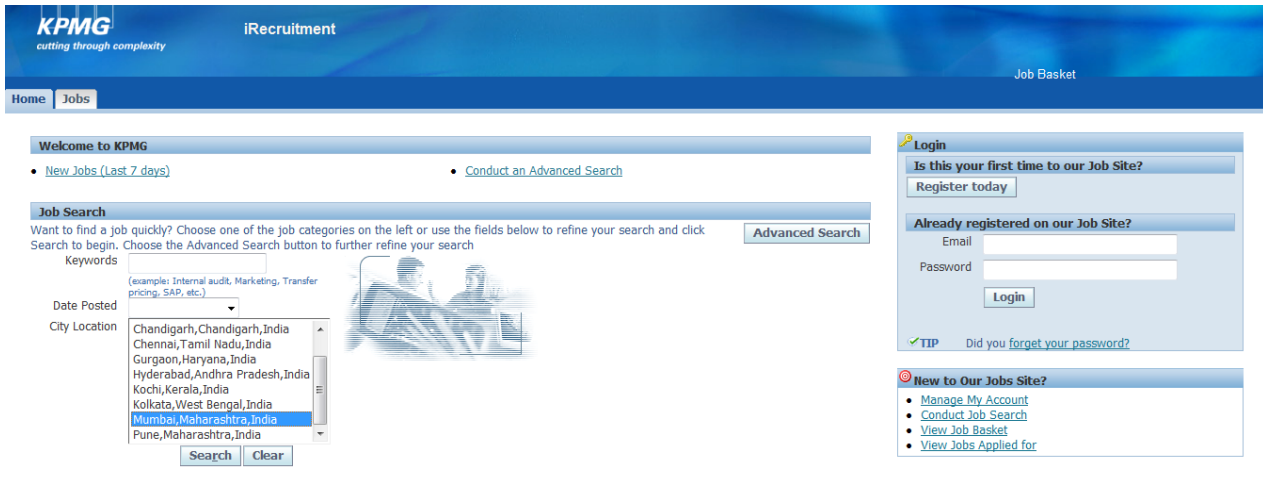 KPMG
cutting through complexity
iRecruitment
Job Basket
Home
Jobs
Welcome to KPMG
New Jobs (Last 7 days)
Conduct an Advanced Search
Job Search
Want to find a job quickly? Choose one of the job categories on the left or use the fields below to refine your search and click
Search to begin. Choose the Advanced Search button to further refine your search
Advanced Search
Keywords
(example: Internal audit, Marketing, Transfer
pricing, SAP, etc.)
Date Posted
City Location
Chandigarh,Chandigarh,India
Chennai,Tamil Nadu,India
Gurgaon,Haryana,India
Hyderabad,Andhra Pradesh,India
Kochi,Kerala,India
Kolkata,West Bengal,India
Mumbai,Maharashtra,India
Pune,Maharashtra,India
Search
Clear
Login
Is this your first time to our Job Site?
Register today
Already registered on our Job Site?
Email
Password
Login
TIP Did you forget your password?
New to Our Jobs Site?
Manage My Account
Conduct Job Search
View Job Basket
View Jobs Applied for